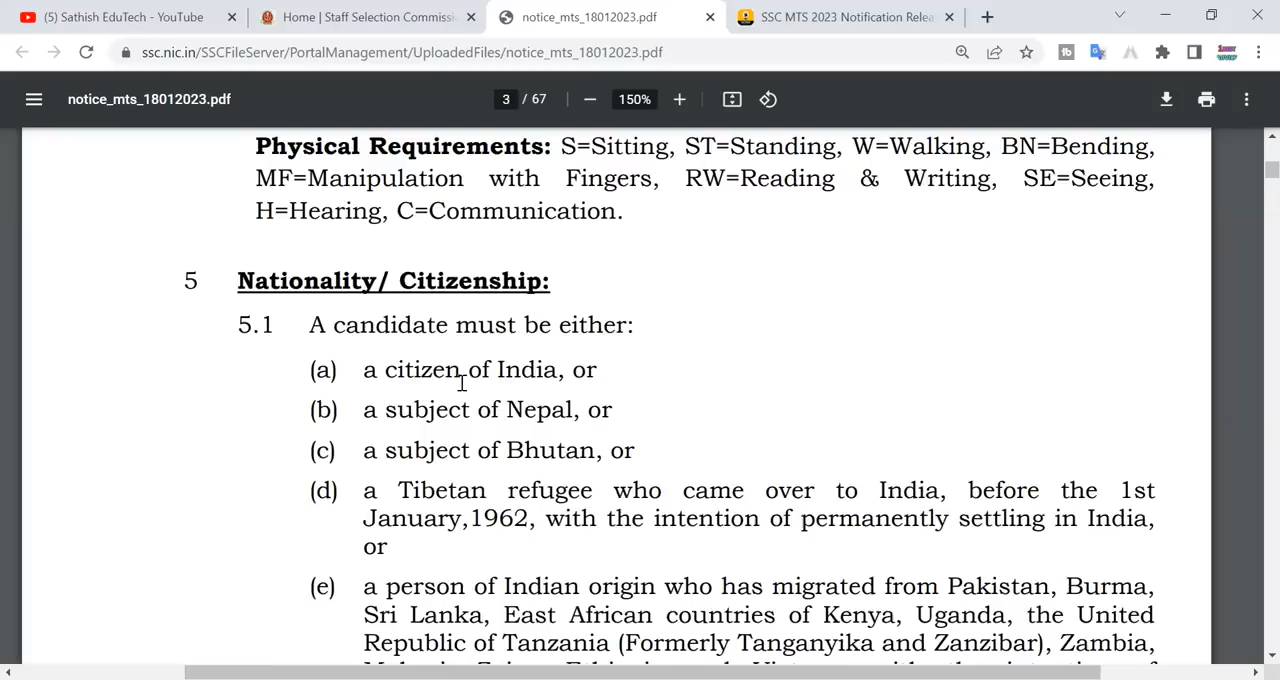 (5) Sathish EduTech - YouTube
Home | Staff Selection Commissi
notice_mts_18012023.pdf
SSC MTS 2023 Notification Relea
ssc.nic.in/SSCFileServer/PortalManagement/UploadedFiles/notice_mts_18012023.pdf
notice_mts_18012023.pdf
3 / 67
150%
Physical Requirements: S=Sitting, ST=Standing, W=Walking, BN=Bending,
MF=Manipulation with Fingers, RW=Reading & Writing, SE=Seeing,
H=Hearing, C=Communication.
5 Nationality/ Citizenship:
5.1 A candidate must be either:
(a) a citizen of India, or
(b) a subject of Nepal, or
(c) a subject of Bhutan, or
(d) a Tibetan refugee who came over to India, before the 1st
January,1962, with the intention of permanently settling in India,
or
(e) a person of Indian origin who has migrated from Pakistan, Burma,
Sri Lanka, East African countries of Kenya, Uganda, the United
Republic of Tanzania (Formerly Tanganyika and Zanzibar), Zambia,